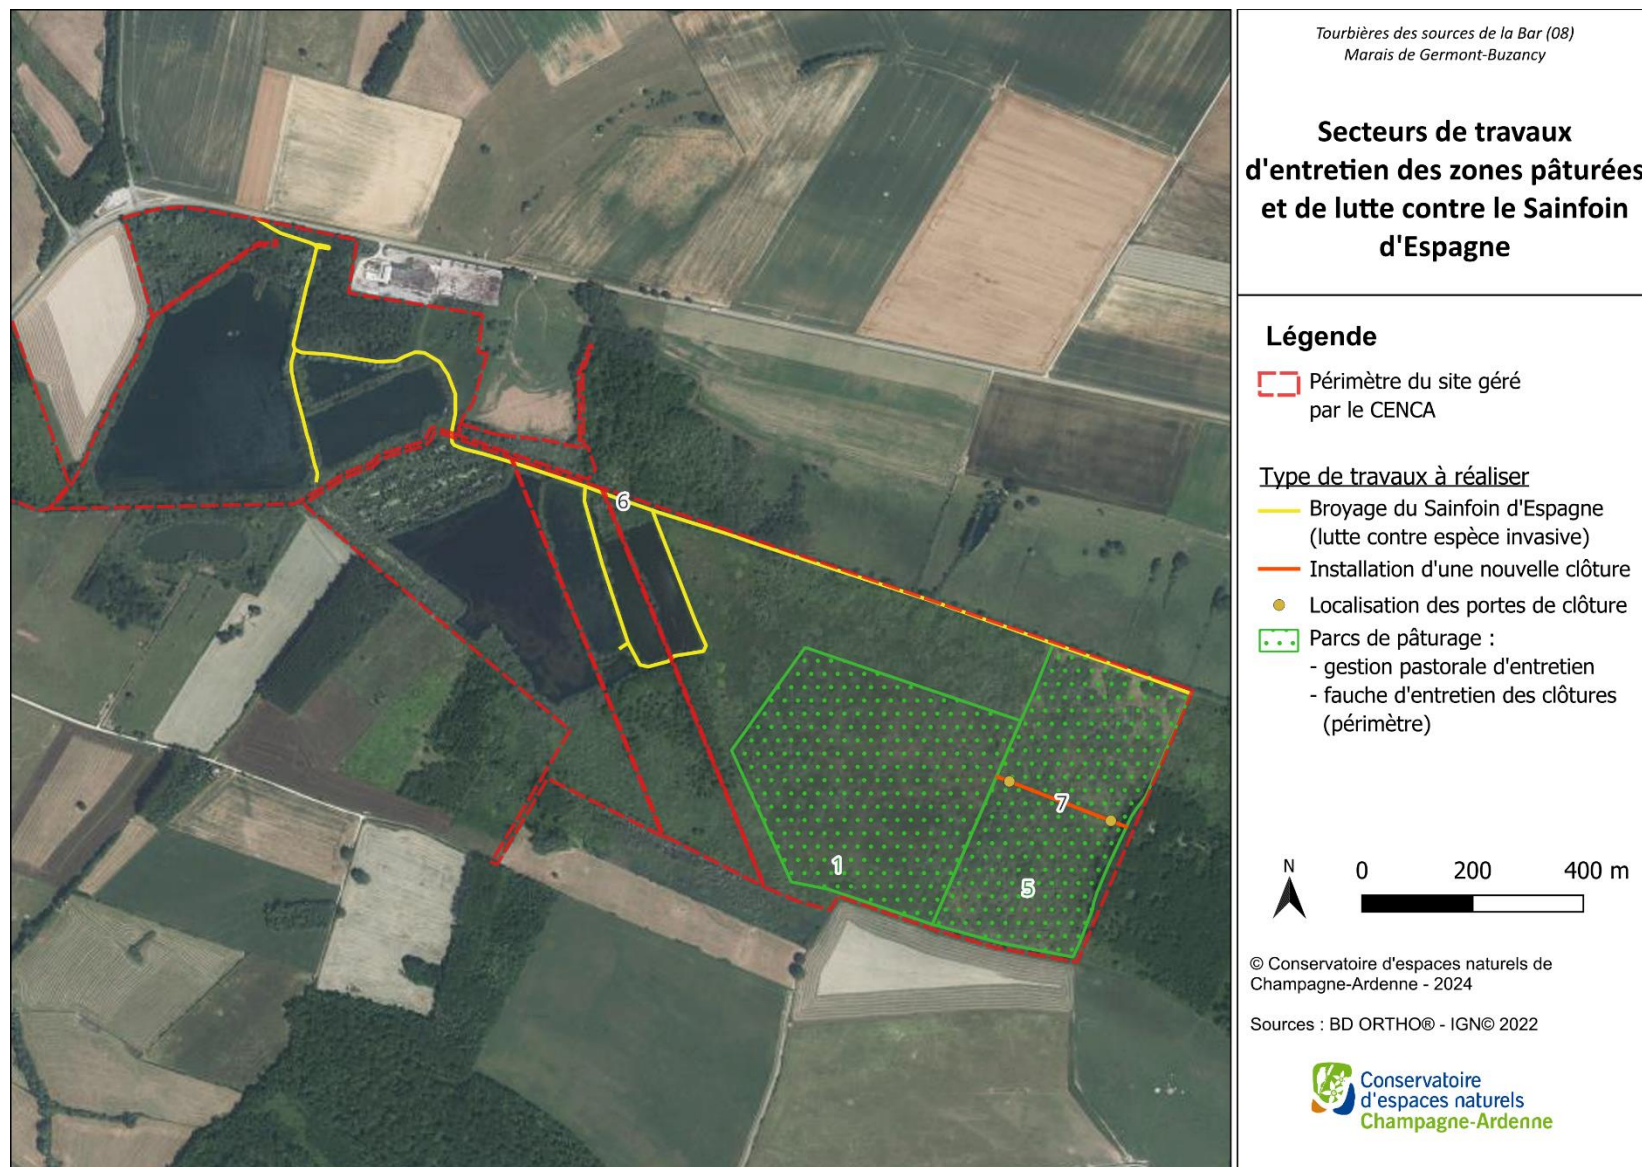 Tourbières des sources de la Bar (08)
Marais de Germont-Buzancy
Secteurs de travaux
d'entretien des zones pâturées
et de lutte contre le Sainfoin
d'Espagne
Légende
Périmètre du site géré
par le CENCA
Type de travaux à réaliser
Broyage du Sainfoin d'Espagne
(lutte contre espèce invasive)
Installation d'une nouvelle clôture
Localisation des portes de clôture
Parcs de pâturage :
- gestion pastorale d'entretien
- fauche d'entretien des clôtures
(périmètre)
6
7
1
5
N
0 200 400 m
© Conservatoire d'espaces naturels de
Champagne-Ardenne - 2024
Sources : BD ORTHO® - IGN© 2022
Conservatoire
d'espaces naturels
Champagne-Ardenne